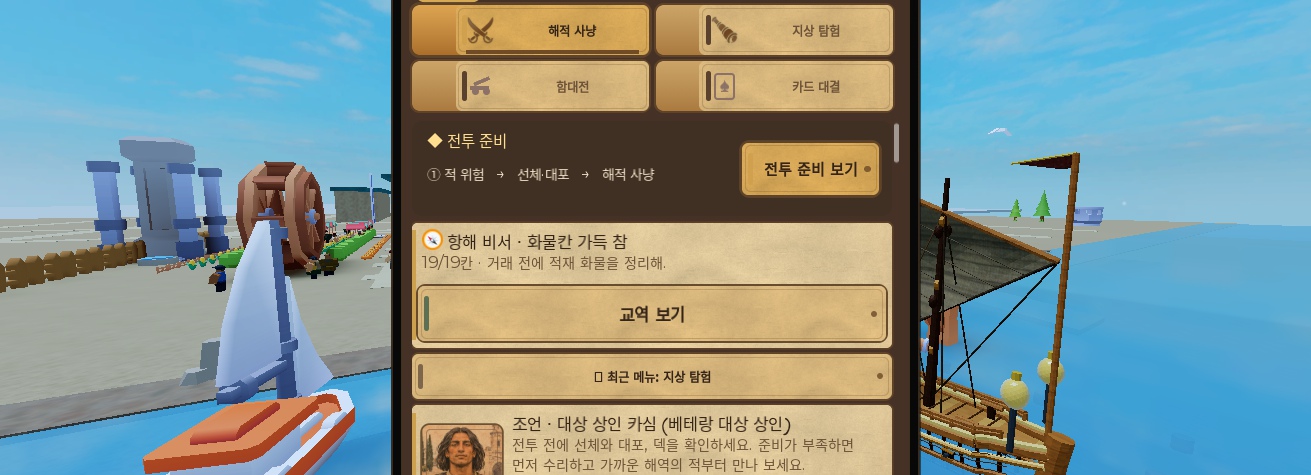 해적 사냥
지상 탐험
함대전
카드 대결
◆ 전투 준비
① 적 위험 → 선체·대포 → 해적 사냥
전투 준비 보기
항해 비서 · 화물칸 가득 참
19/19칸 · 거래 전에 적재 화물을 정리해.
교역 보기
최근 메뉴: 지상 탐험
조언 · 대상 상인 카심 (베테랑 대상 상인)
전투 전에 선체와 대포, 덱을 확인하세요. 준비가 부족하면
먼저 수리하고 가까운 해역의 적부터 만나 보세요.